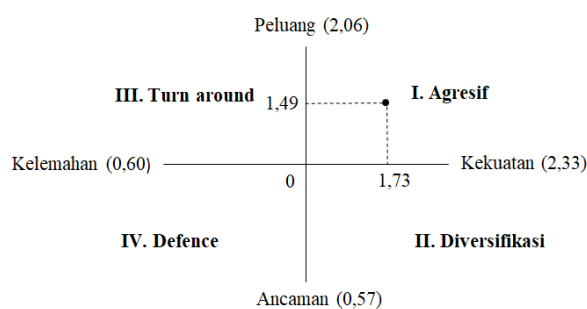 Peluang (2,06)
III. Turn around
I. Agresif
1,49
Kelemahan (0,60)
Kekuatan (2,33)
0
1,73
IV. Defence
II. Diversifikasi
Ancaman (0,57)